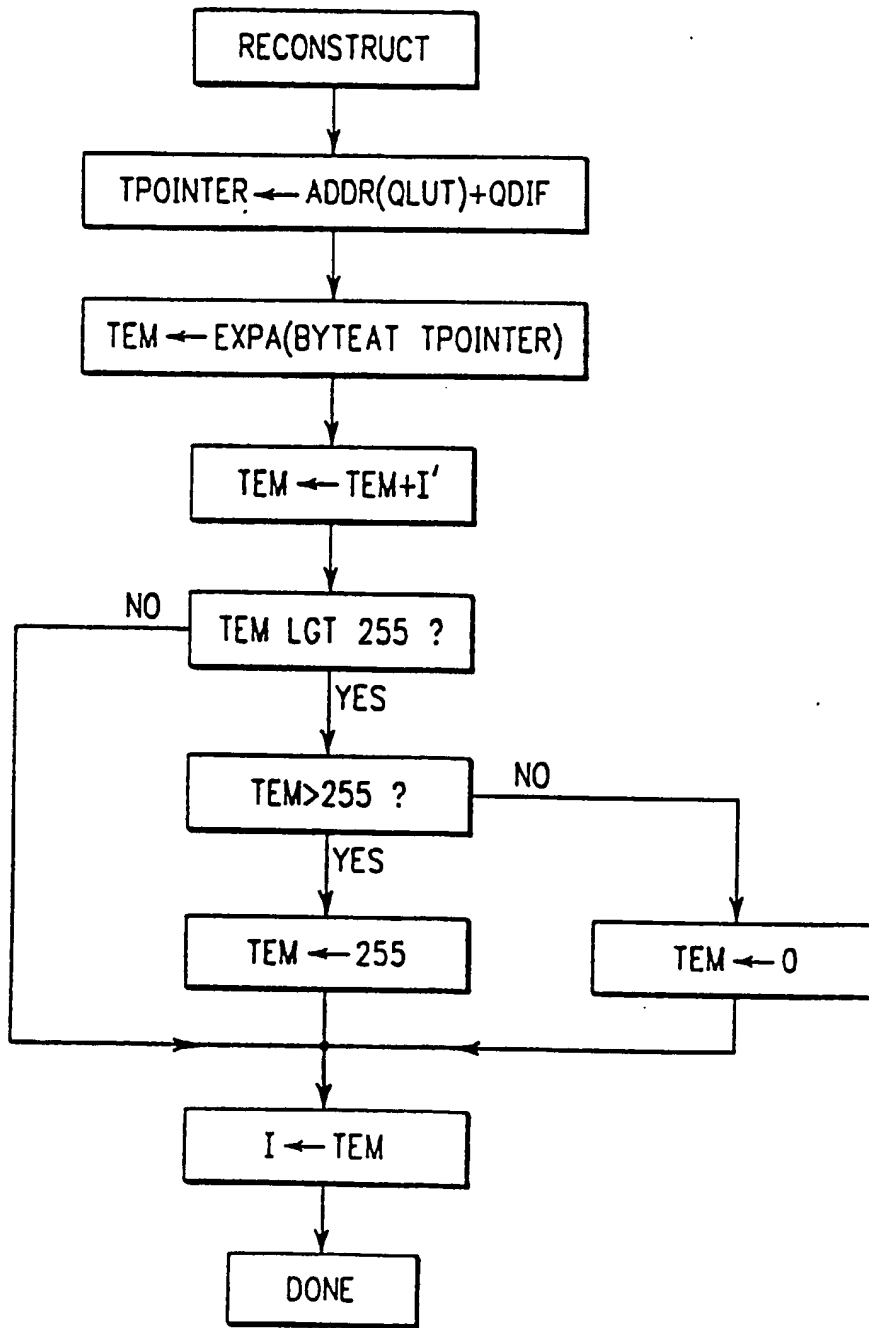 RECONSTRUCT
TPOINTER ← ADDR(QLUT)+QDIF
TEM ← EXPA(BYTEAT TPOINTER)
TEM ← TEM+I'
NO
TEM LGT 255 ?
YES
TEM>255 ?
NO
YES
TEM ← 255
TEM ← 0
I ← TEM
DONE